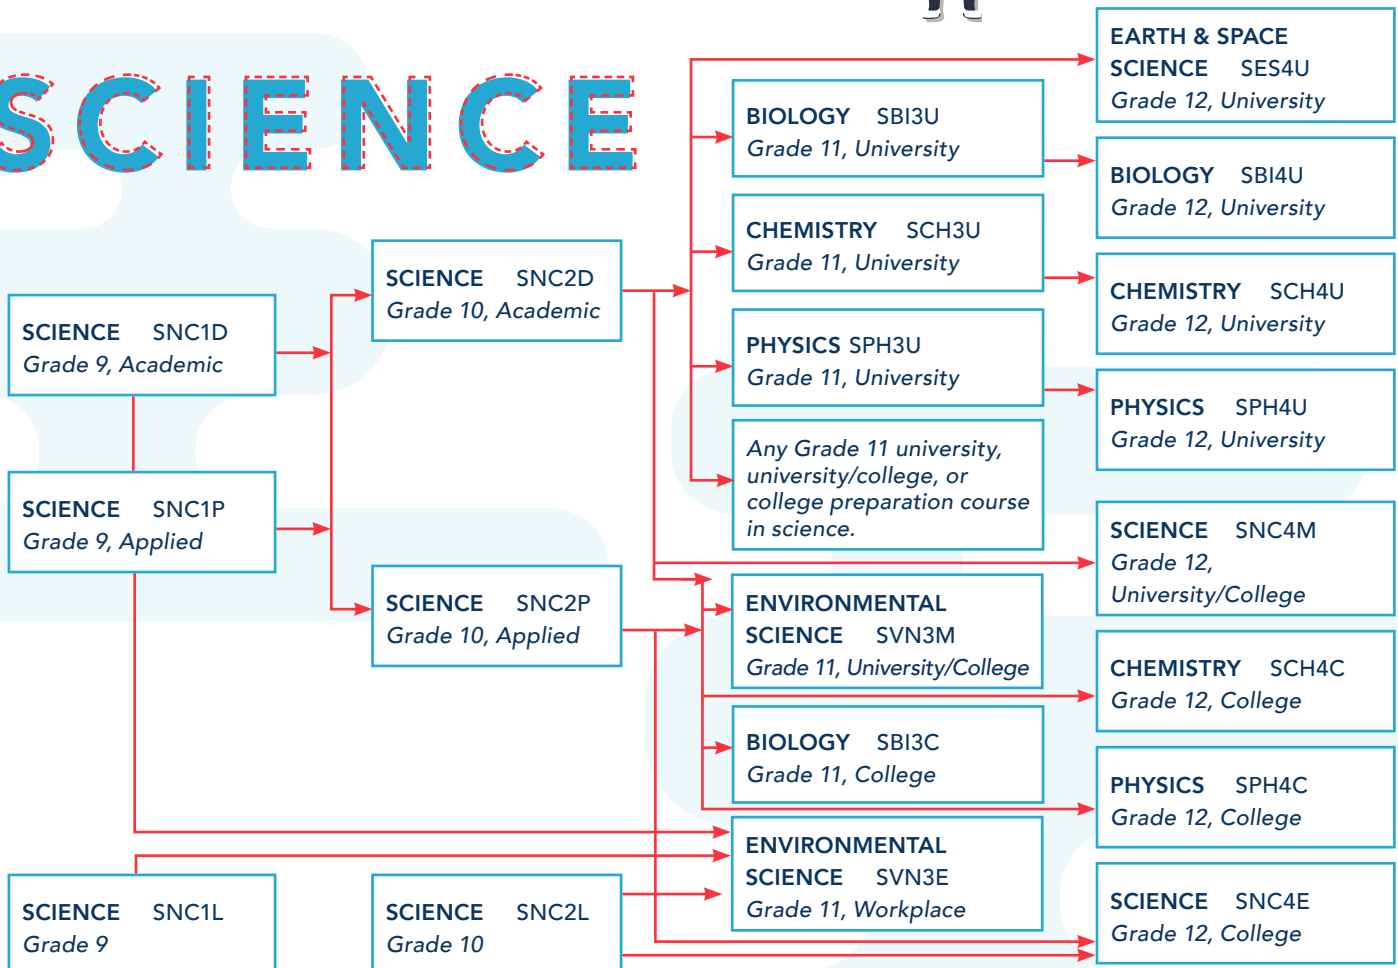 SCIENCE
SCIENCE SNC1D
Grade 9, Academic
SCIENCE SNC1P
Grade 9, Applied
SCIENCE SNC1L
Grade 9
SCIENCE SNC2D
Grade 10, Academic
SCIENCE SNC2P
Grade 10, Applied
SCIENCE SNC2L
Grade 10
BIOLOGY SBI3U
Grade 11, University
CHEMISTRY SCH3U
Grade 11, University
PHYSICS SPH3U
Grade 11, University
Any Grade 11 university,
university/college, or
college preparation course
in science.
ENVIRONMENTAL
SCIENCE SVN3M
Grade 11, University/College
BIOLOGY SBI3C
Grade 11, College
ENVIRONMENTAL
SCIENCE SVN3E
Grade 11, Workplace
EARTH & SPACE
SCIENCE SES4U
Grade 12, University
BIOLOGY SBI4U
Grade 12, University
CHEMISTRY SCH4U
Grade 12, University
PHYSICS SPH4U
Grade 12, University
SCIENCE SNC4M
Grade 12,
University/College
CHEMISTRY SCH4C
Grade 12, College
PHYSICS SPH4C
Grade 12, College
SCIENCE SNC4E
Grade 12, College